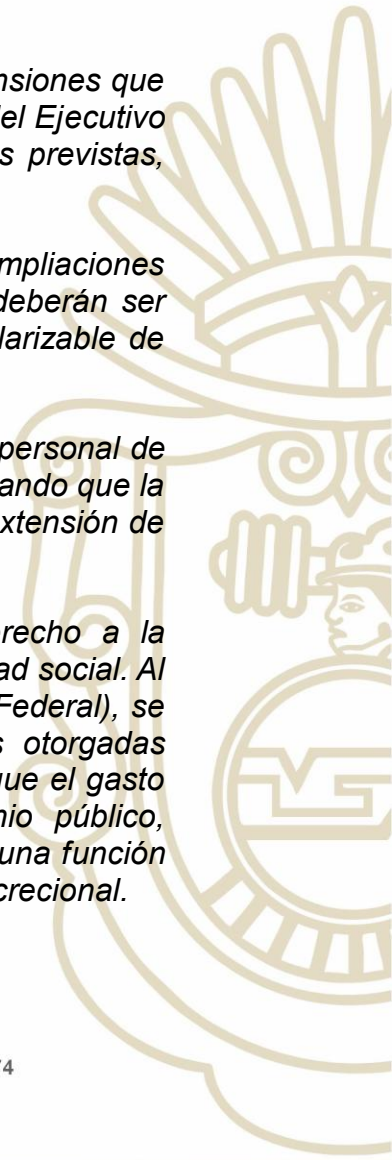 nsiones que
del Ejecutivo
s previstas,
mpliaciones
deberán ser
larizable de
personal de
ando que la
xtensión de
recho a la
ad social. Al
Federal), se
s otorgadas
que el gasto
nio público,
una función
crecional.
74